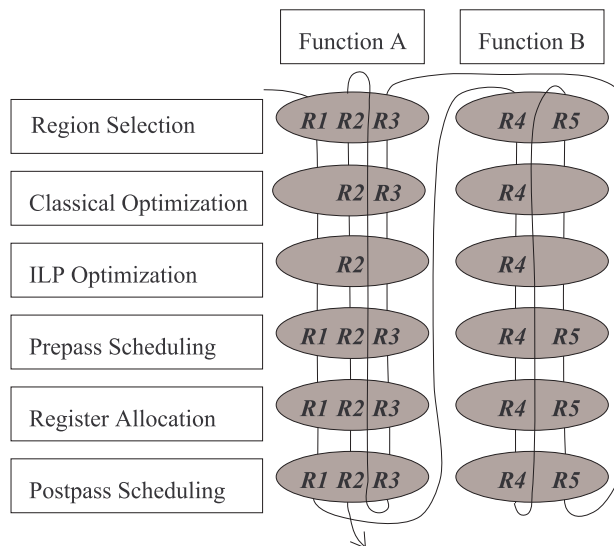 Function A Function B
Region Selection R1 R2 R3 R4 R5
Classical Optimization R2 R3 R4
ILP Optimization R2 R4
Prepass Scheduling R1 R2 R3 R4 R5
Register Allocation R1 R2 R3 R4 R5
Postpass Scheduling R1 R2 R3 R4 R5